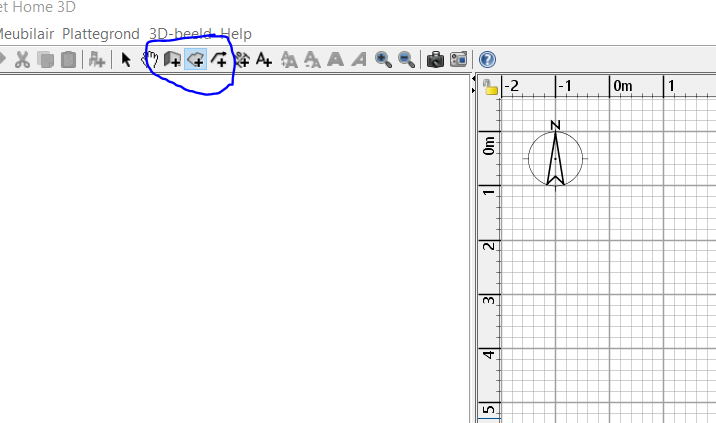 et Home 3D
Meubilair Plattegrond 3D-beeld Help
-2 -1 0m 1
N
0m
1
2
3
4
5